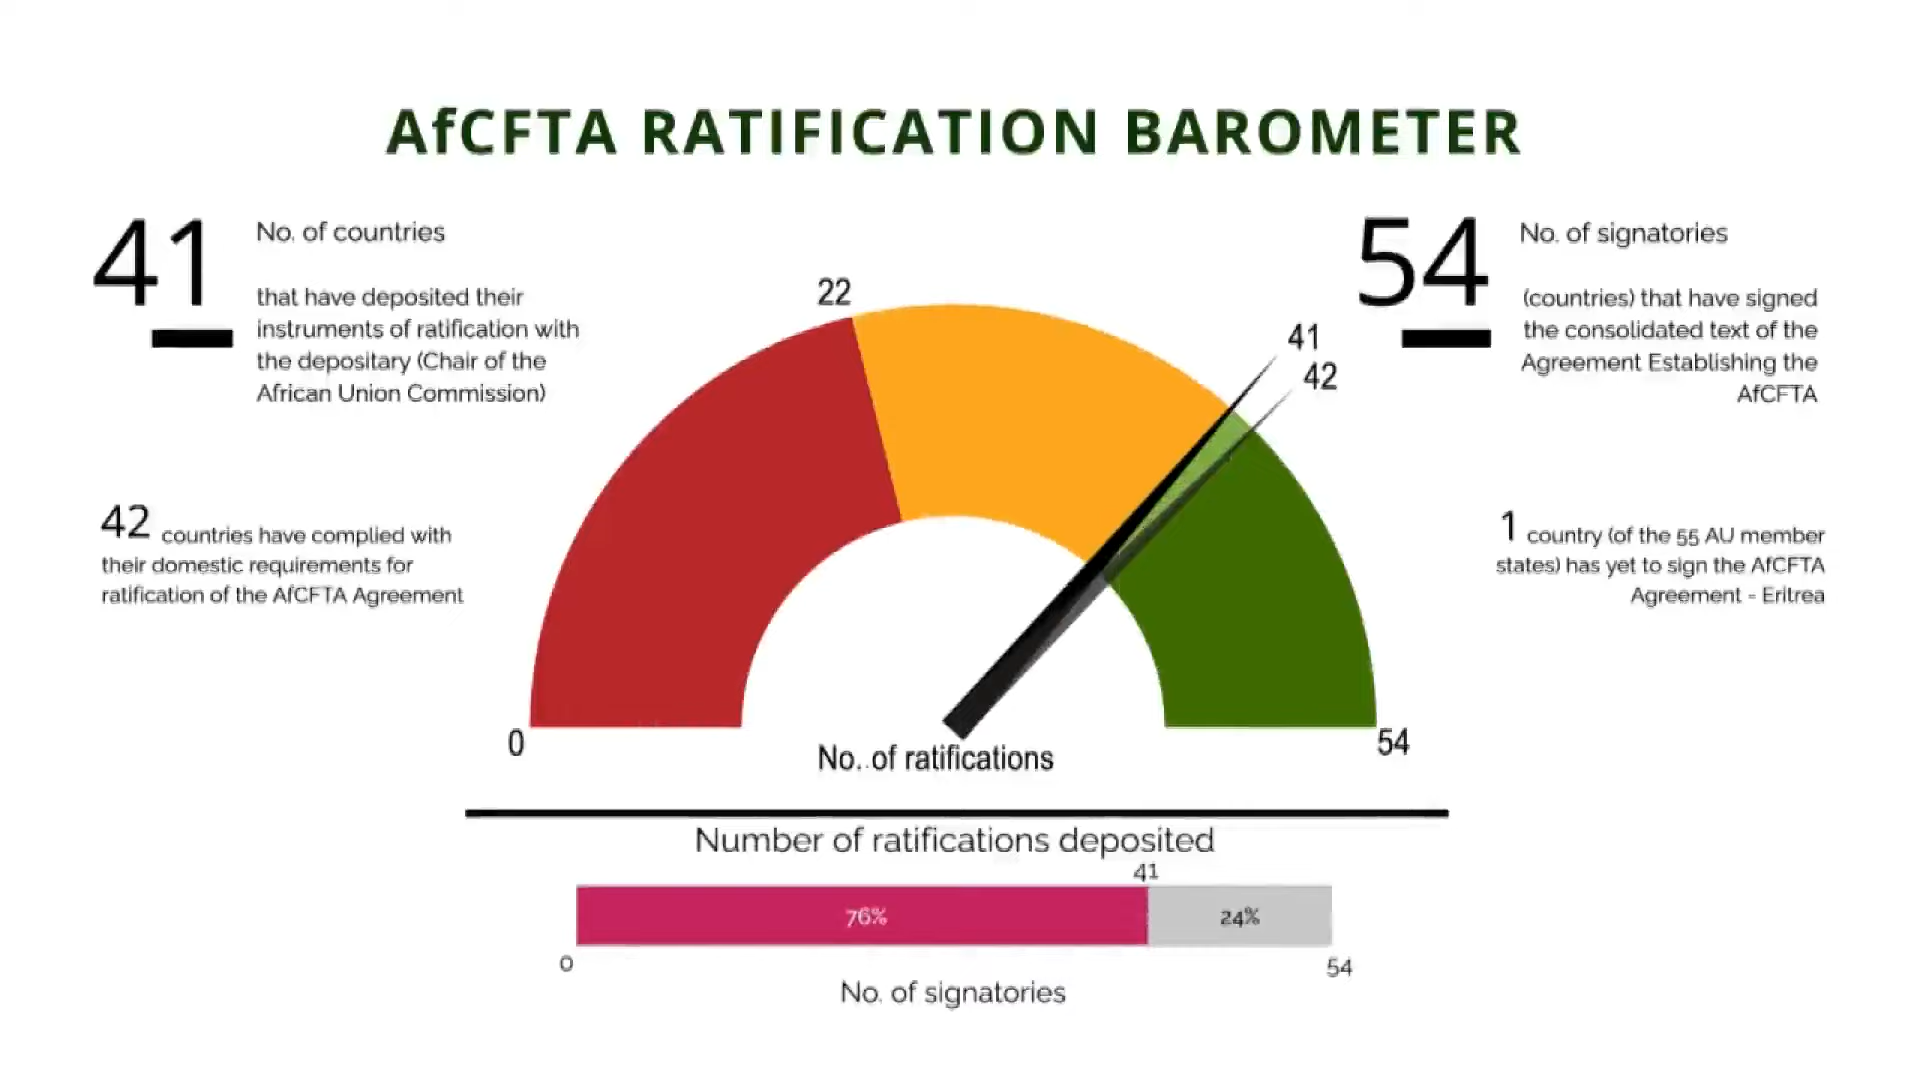 AfCFTA RATIFICATION BAROMETER
41
No. of countries
that have deposited their
instruments of ratification with
the depositary (Chair of the
African Union Commission)
42 countries have complied with
their domestic requirements for
ratification of the AfCFTA Agreement
54
No. of signatories
(countries) that have signed
the consolidated text of the
Agreement Establishing the
AfCFTA
1 country (of the 55 AU member
states) has yet to sign the AfCFTA
Agreement - Eritrea
22
41
42
0
54
No. of ratifications
Number of ratifications deposited
41
76%
24%
0
54
No. of signatories